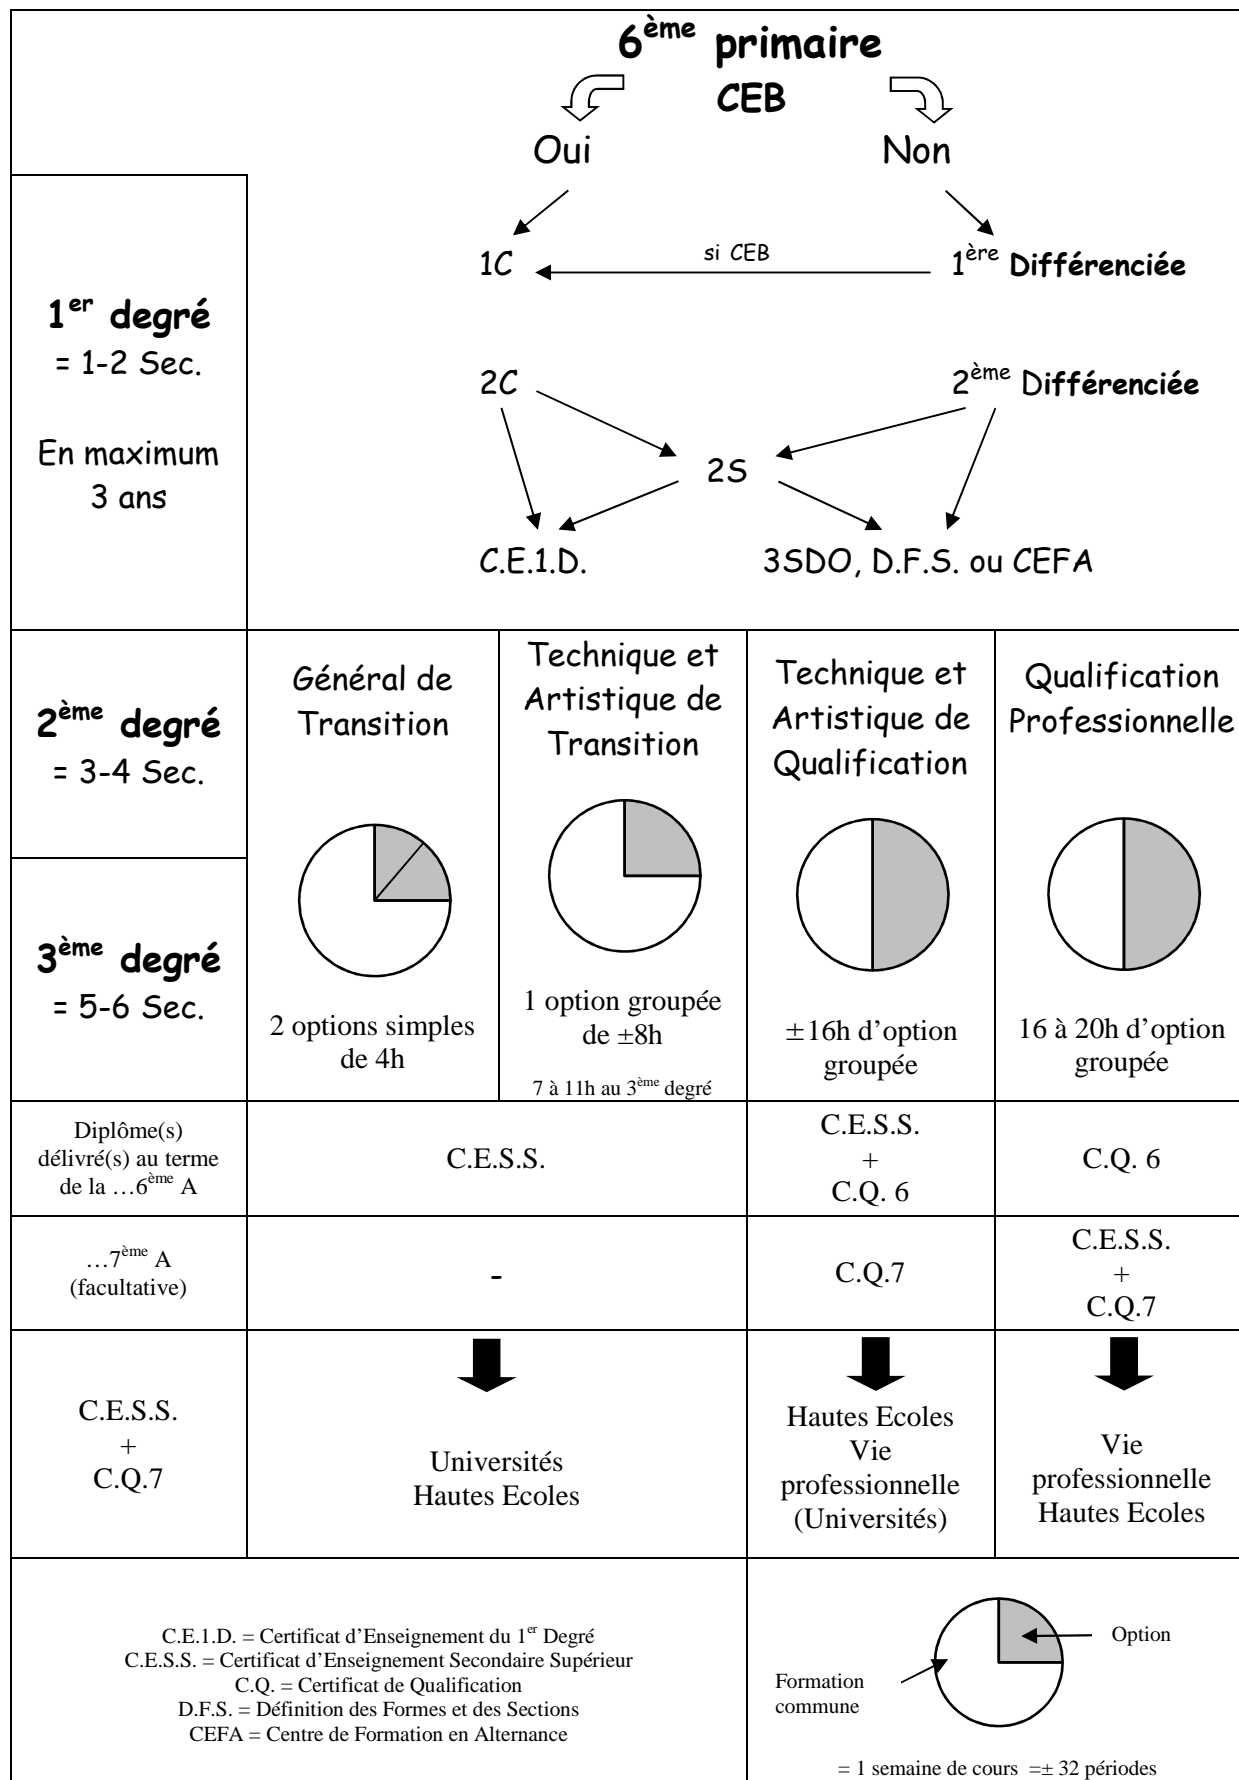 6ème primaire
CEB
Oui
Non
1C
si CEB
1ère Différenciée
1er degré
= 1-2 Sec.
En maximum
3 ans
2C
2ème Différenciée
2S
C.E.1.D.
3SDO, D.F.S. ou CEFA
2ème degré
= 3-4 Sec.
3ème degré
= 5-6 Sec.
Général de
Transition
2 options simples
de 4h
Technique et
Artistique de
Transition
1 option groupée
de ±8h
7 à 11h au 3ème degré
Technique et
Artistique de
Qualification
±16h d’option
groupée
Qualification
Professionnelle
16 à 20h d’option
groupée
Diplôme(s)
délivré(s) au terme
de la …6ème A
C.E.S.S.
C.E.S.S.
+
C.Q. 6
C.Q. 6
…7ème A
(facultative)
-
C.Q.7
C.E.S.S.
+
C.Q.7
C.E.S.S.
+
C.Q.7
Universités
Hautes Ecoles
Hautes Ecoles
Vie
professionnelle
(Universités)
Vie
professionnelle
Hautes Ecoles
C.E.1.D. = Certificat d’Enseignement du 1er Degré
C.E.S.S. = Certificat d’Enseignement Secondaire Supérieur
C.Q. = Certificat de Qualification
D.F.S. = Définition des Formes et des Sections
CEFA = Centre de Formation en Alternance
Option
Formation
commune
= 1 semaine de cours =± 32 périodes